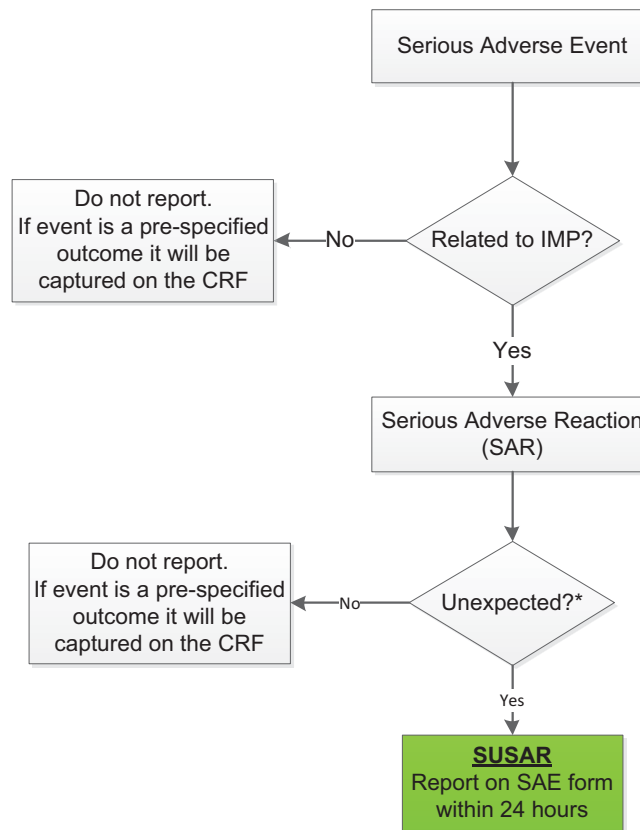 Serious Adverse Event
Do not report.
If event is a pre-specified
outcome it will be
captured on the CRF
No
Related to IMP?
Yes
Serious Adverse Reaction
(SAR)
Do not report.
If event is a pre-specified
outcome it will be
captured on the CRF
No
Unexpected?*
Yes
SUSAR
Report on SAE form
within 24 hours